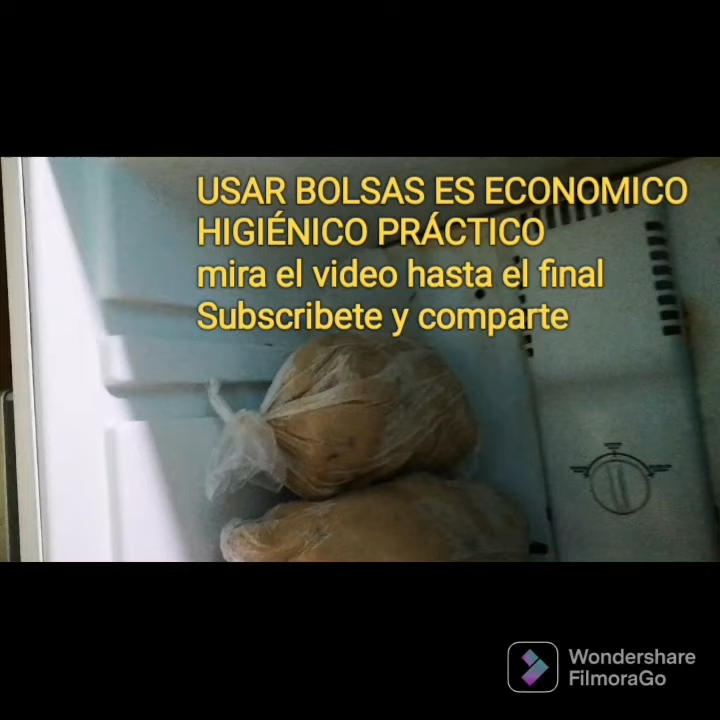 USAR BOLSAS ES ECONOMICO
HIGIÉNICO PRÁCTICO
mira el video hasta el final
Subscribete y comparte
Wondershare
FilmoraGo